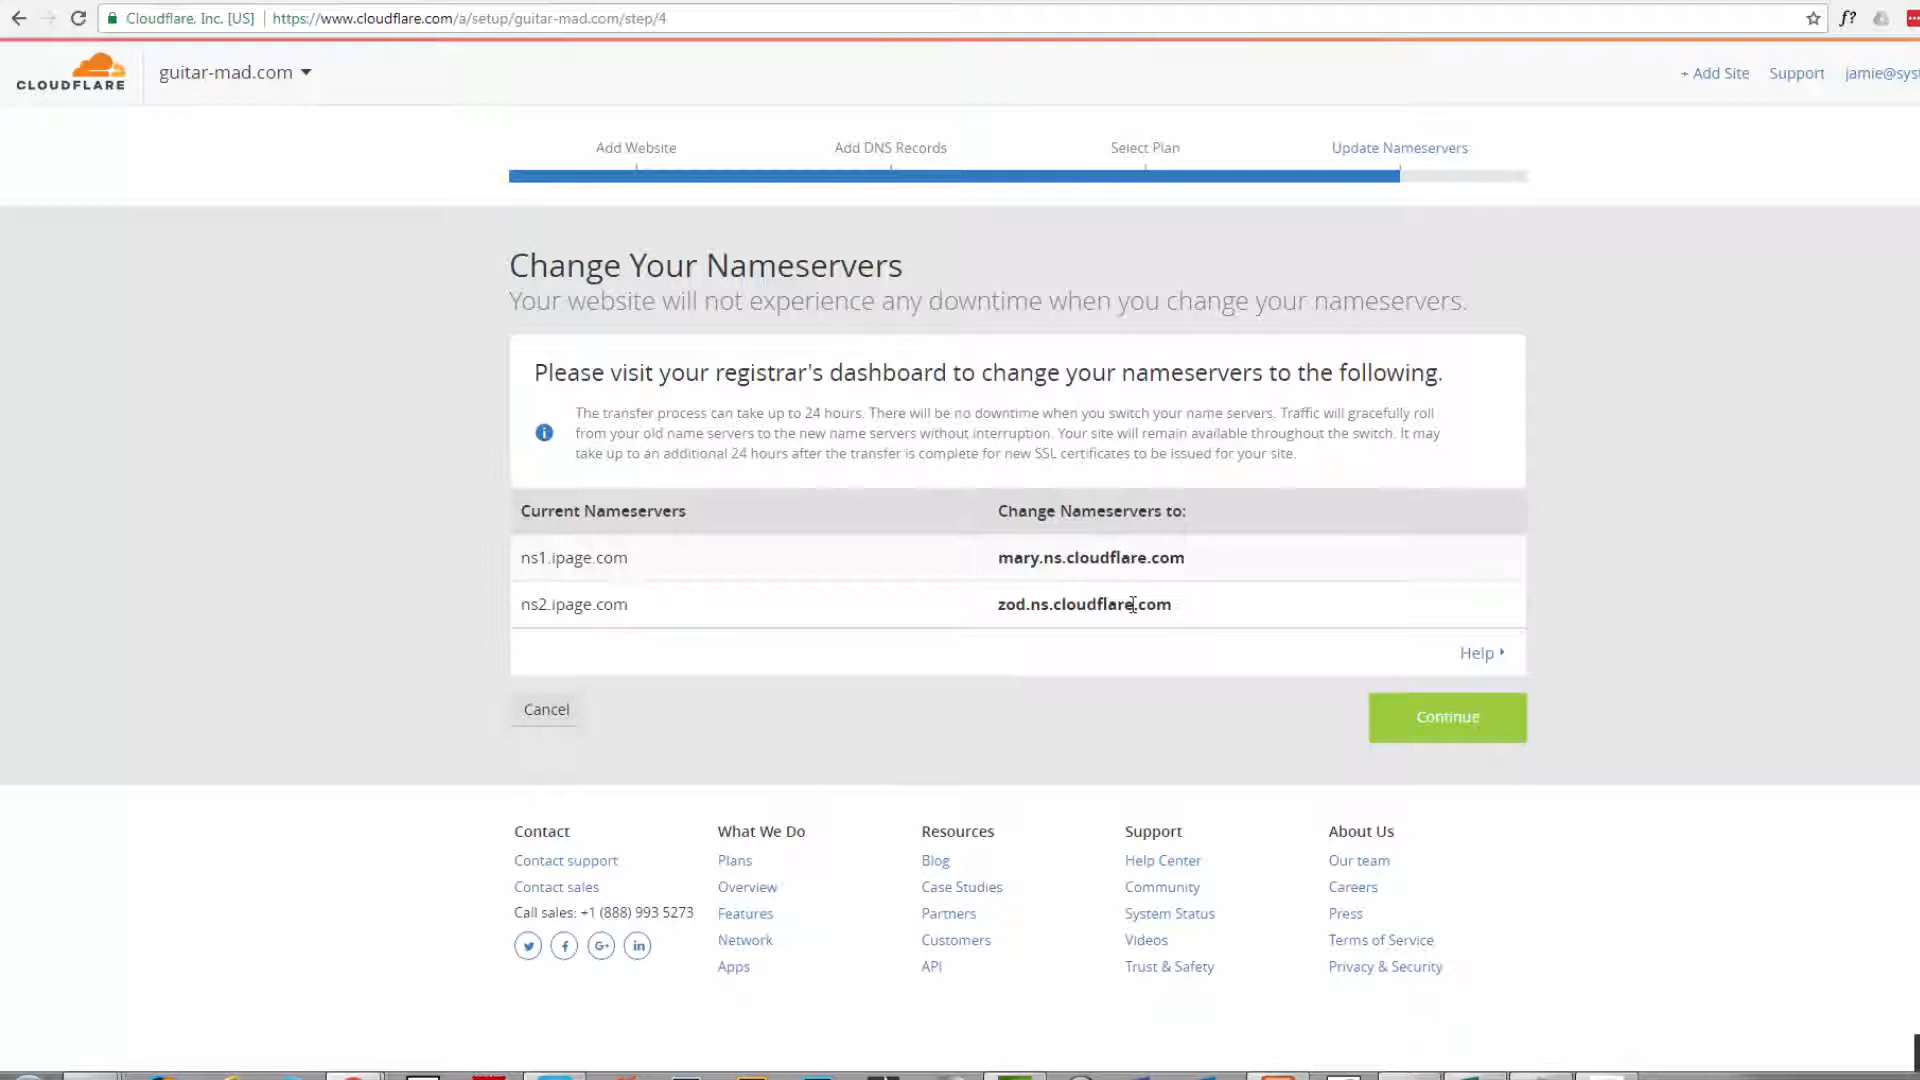 Cloudflare, Inc. [US] https://www.cloudflare.com/a/setup/guitar-mad.com/step/4
f?
CLOUDFLARE
guitar-mad.com
+ Add Site Support jamie@syst
Add Website Add DNS Records Select Plan Update Nameservers
Change Your Nameservers
Your website will not experience any downtime when you change your nameservers.
Please visit your registrar's dashboard to change your nameservers to the following.
The transfer process can take up to 24 hours. There will be no downtime when you switch your name servers. Traffic will gracefully roll
from your old name servers to the new name servers without interruption. Your site will remain available throughout the switch. It may
take up to an additional 24 hours after the transfer is complete for new SSL certificates to be issued for your site.
Current Nameservers Change Nameservers to:
ns1.ipage.com mary.ns.cloudflare.com
ns2.ipage.com zod.ns.cloudflare.com
Help
Cancel
Continue
Contact What We Do Resources Support About Us
Contact support Plans Blog Help Center Our team
Contact sales Overview Case Studies Community Careers
Call sales: +1 (888) 993 5273 Features Partners System Status Press
Network Customers Videos Terms of Service
Apps API Trust & Safety Privacy & Security